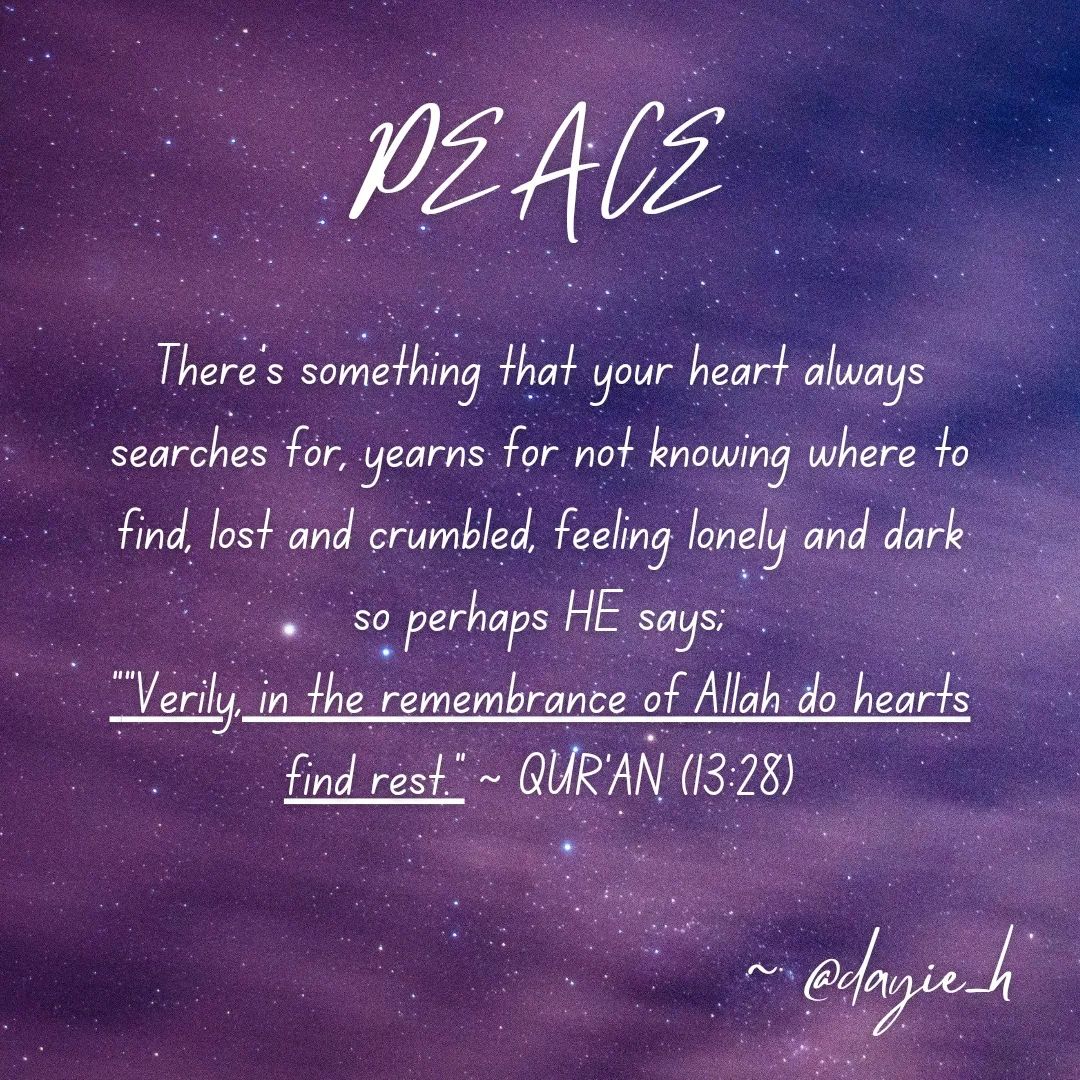 PEACE
There's something that your heart always
searches for, yearns for not knowing where to
find, lost and crumbled, feeling lonely and dark
so perhaps HE says;
""Verily, in the remembrance of Allah do hearts
find rest." ~ QUR'AN (13:28)
~ @dayie_h